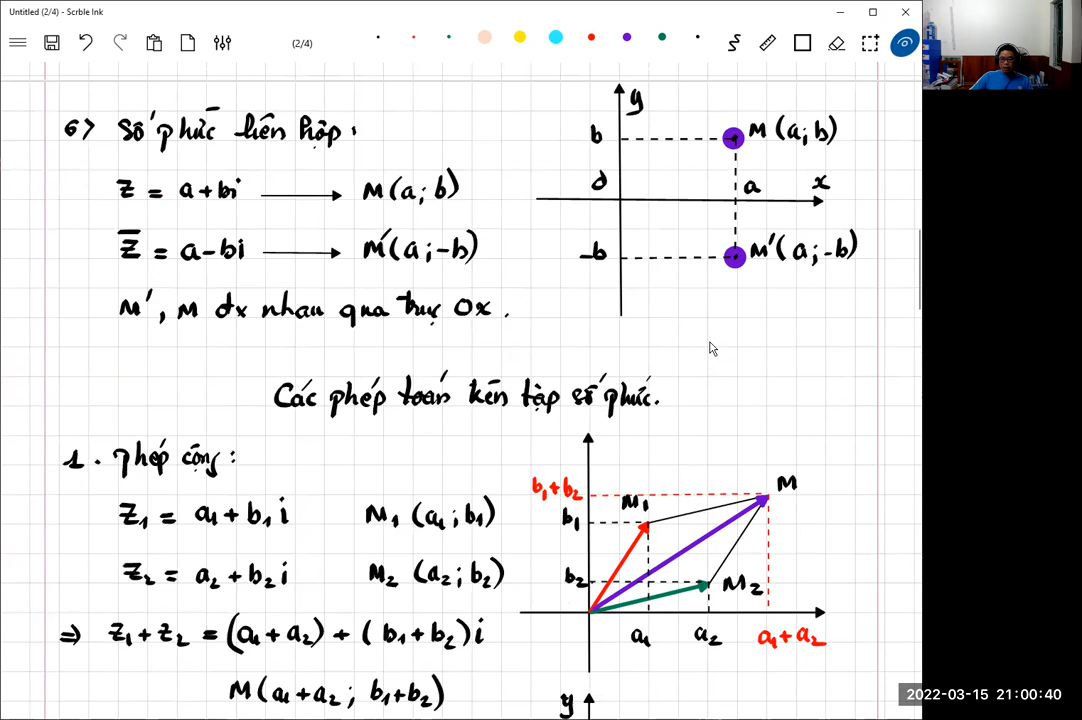 Untitled (2/4) - Scrble Ink
(2/4)
6> Số phức liên hợp:
z = a+bi → M(a; b)
z̄ = a-bi → M'(a; -b)
M', M đx nhau qua trục Ox.
y
b
M (a; b)
O
a
x
-b
M'(a; -b)
Các phép toán trên tập số phức.
1. Phép cộng:
z₁ = a₁ + b₁i M₁ (a₁; b₁)
z₂ = a₂ + b₂i M₂ (a₂; b₂)
⇒ z₁ + z₂ = (a₁ + a₂) + (b₁ + b₂)i
M(a₁+a₂; b₁+b₂)
b₁+b₂
M₁
M
b₁
b₂
M₂
a₁
a₂
a₁+a₂
y
2022-03-15 21:00:40